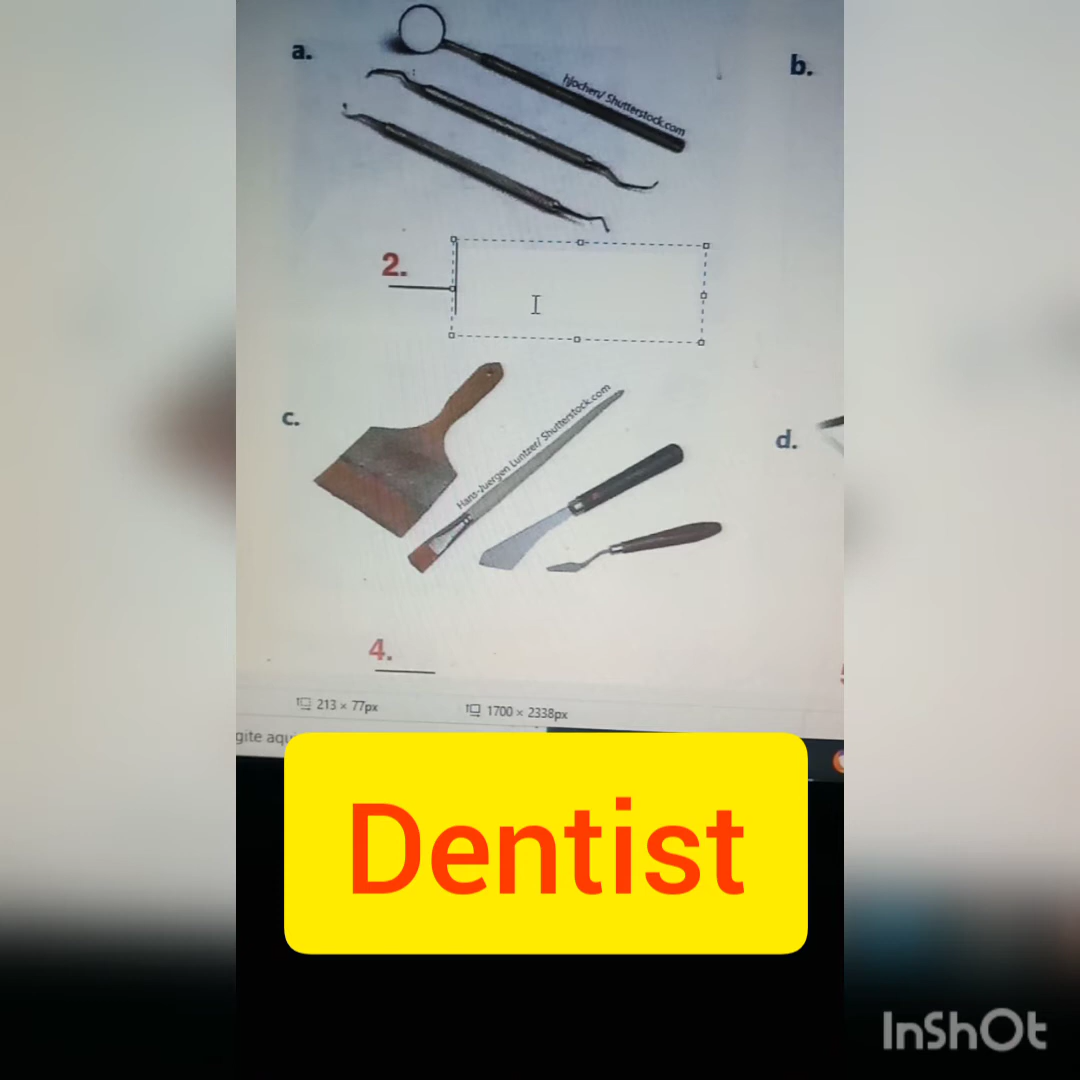 a.
b.
hjochen/ Shutterstock.com
2.
c.
Hans-Juergen Luntzer/ Shutterstock.com
d.
4.
213 × 77px
1700 × 2338px
gite aqu
Dentist
InShOt